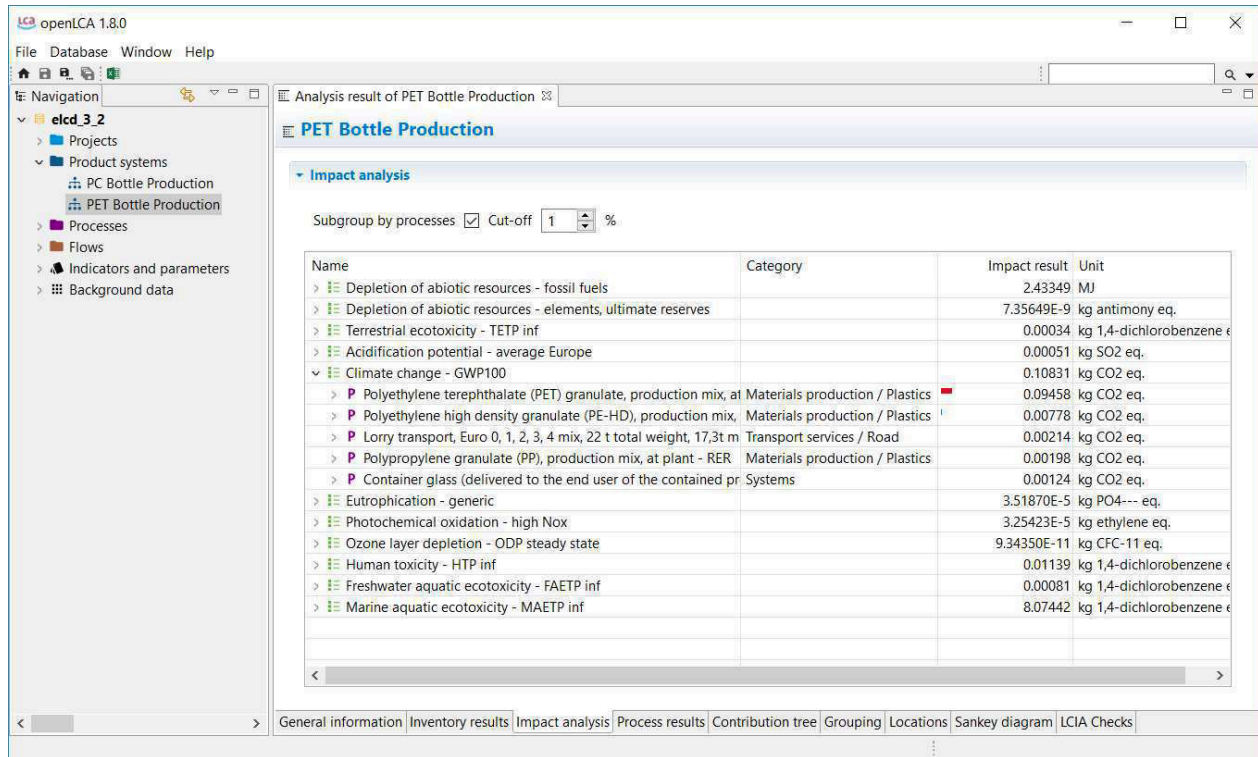 LCa openLCA 1.8.0
File Database Window Help
Navigation
Analysis result of PET Bottle Production
elcd_3_2
Projects
Product systems
PC Bottle Production
PET Bottle Production
Processes
Flows
Indicators and parameters
Background data
PET Bottle Production
Impact analysis
Subgroup by processes Cut-off 1 %
Name Category Impact result Unit
Depletion of abiotic resources - fossil fuels 2.43349 MJ
Depletion of abiotic resources - elements, ultimate reserves 7.35649E-9 kg antimony eq.
Terrestrial ecotoxicity - TETP inf 0.00034 kg 1,4-dichlorobenzene e
Acidification potential - average Europe 0.00051 kg SO2 eq.
Climate change - GWP100 0.10831 kg CO2 eq.
P Polyethylene terephthalate (PET) granulate, production mix, at Materials production / Plastics 0.09458 kg CO2 eq.
P Polyethylene high density granulate (PE-HD), production mix, Materials production / Plastics 0.00778 kg CO2 eq.
P Lorry transport, Euro 0, 1, 2, 3, 4 mix, 22 t total weight, 17,3t m Transport services / Road 0.00214 kg CO2 eq.
P Polypropylene granulate (PP), production mix, at plant - RER Materials production / Plastics 0.00198 kg CO2 eq.
P Container glass (delivered to the end user of the contained pr Systems 0.00124 kg CO2 eq.
Eutrophication - generic 3.51870E-5 kg PO4--- eq.
Photochemical oxidation - high Nox 3.25423E-5 kg ethylene eq.
Ozone layer depletion - ODP steady state 9.34350E-11 kg CFC-11 eq.
Human toxicity - HTP inf 0.01139 kg 1,4-dichlorobenzene e
Freshwater aquatic ecotoxicity - FAETP inf 0.00081 kg 1,4-dichlorobenzene e
Marine aquatic ecotoxicity - MAETP inf 8.07442 kg 1,4-dichlorobenzene e
General information Inventory results Impact analysis Process results Contribution tree Grouping Locations Sankey diagram LCIA Checks